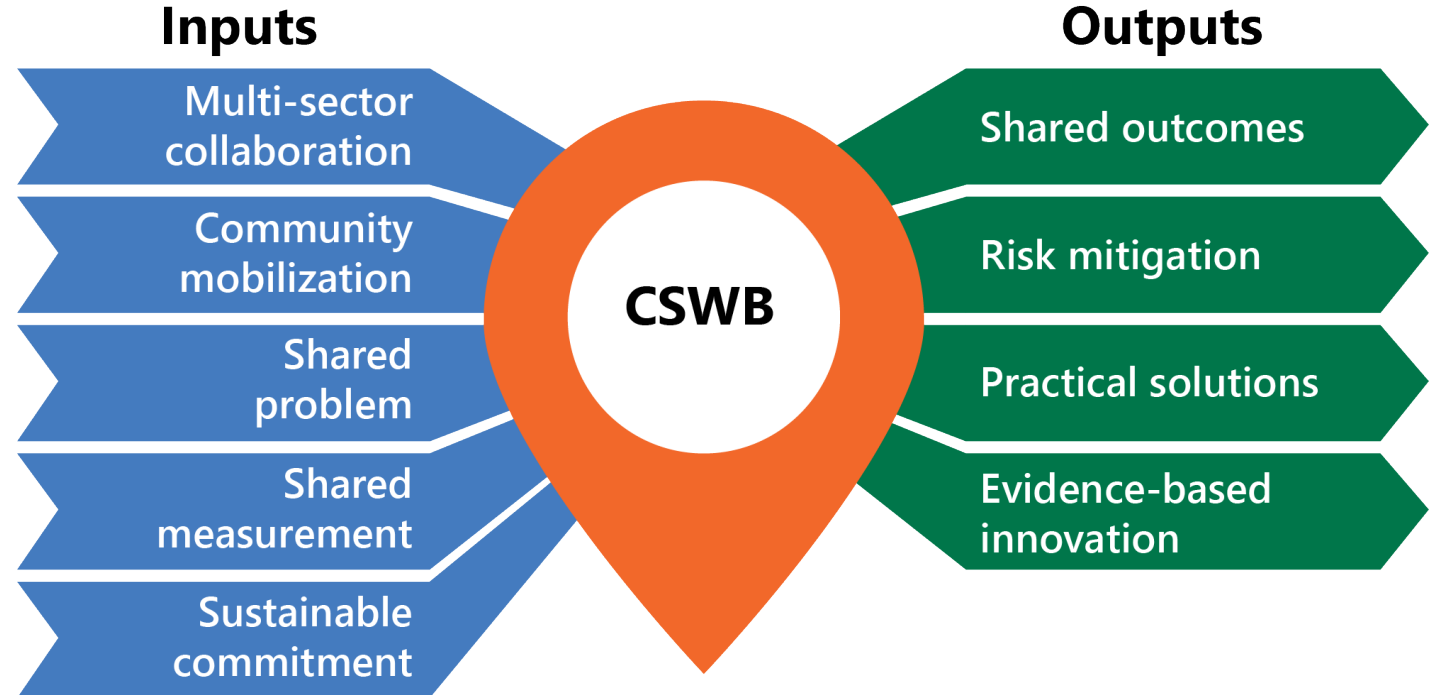 Inputs
Multi-sector
collaboration
Community
mobilization
Shared
problem
Shared
measurement
Sustainable
commitment
CSWB
Outputs
Shared outcomes
Risk mitigation
Practical solutions
Evidence-based
innovation